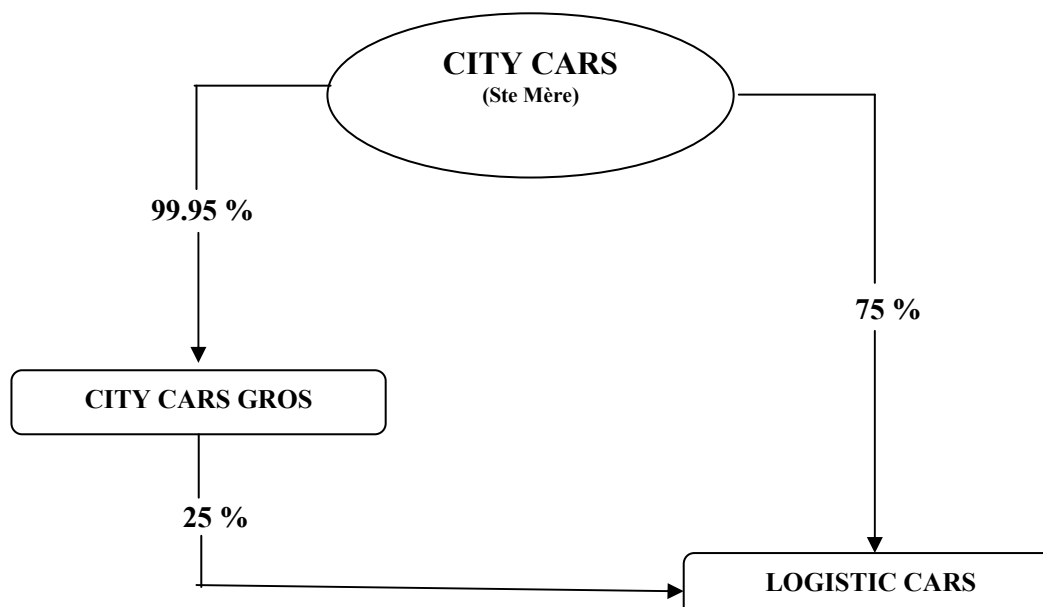 CITY CARS
(Ste Mère)
99.95 %
75 %
CITY CARS GROS
25 %
LOGISTIC CARS